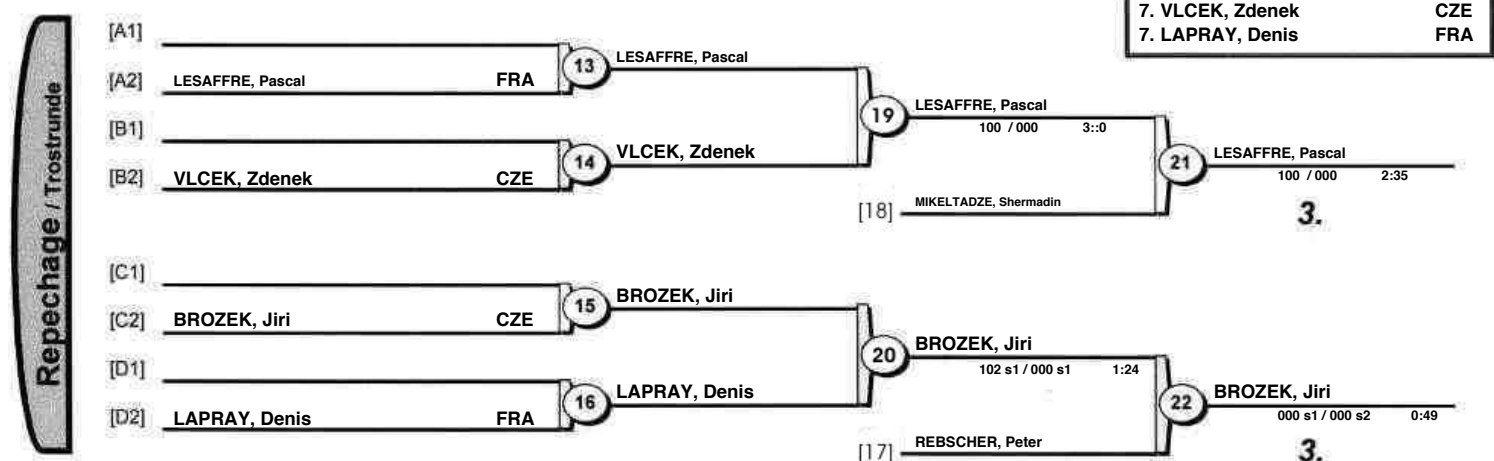 7. VLCEK, Zdenek CZE
7. LAPRAY, Denis FRA
Repechage / Trostrunde
[A1]
[A2] LESAFFRE, Pascal FRA
13
LESAFFRE, Pascal
[B1]
[B2] VLCEK, Zdenek CZE
14
VLCEK, Zdenek
19
LESAFFRE, Pascal
100 / 000 3::0
[18] MIKELTADZE, Shermadin
21
LESAFFRE, Pascal
100 / 000 2:35
3.
[C1]
[C2] BROZEK, Jiri CZE
15
BROZEK, Jiri
[D1]
[D2] LAPRAY, Denis FRA
16
LAPRAY, Denis
20
BROZEK, Jiri
102 s1 / 000 s1 1:24
[17] REBSCHER, Peter
22
BROZEK, Jiri
000 s1 / 000 s2 0:49
3.